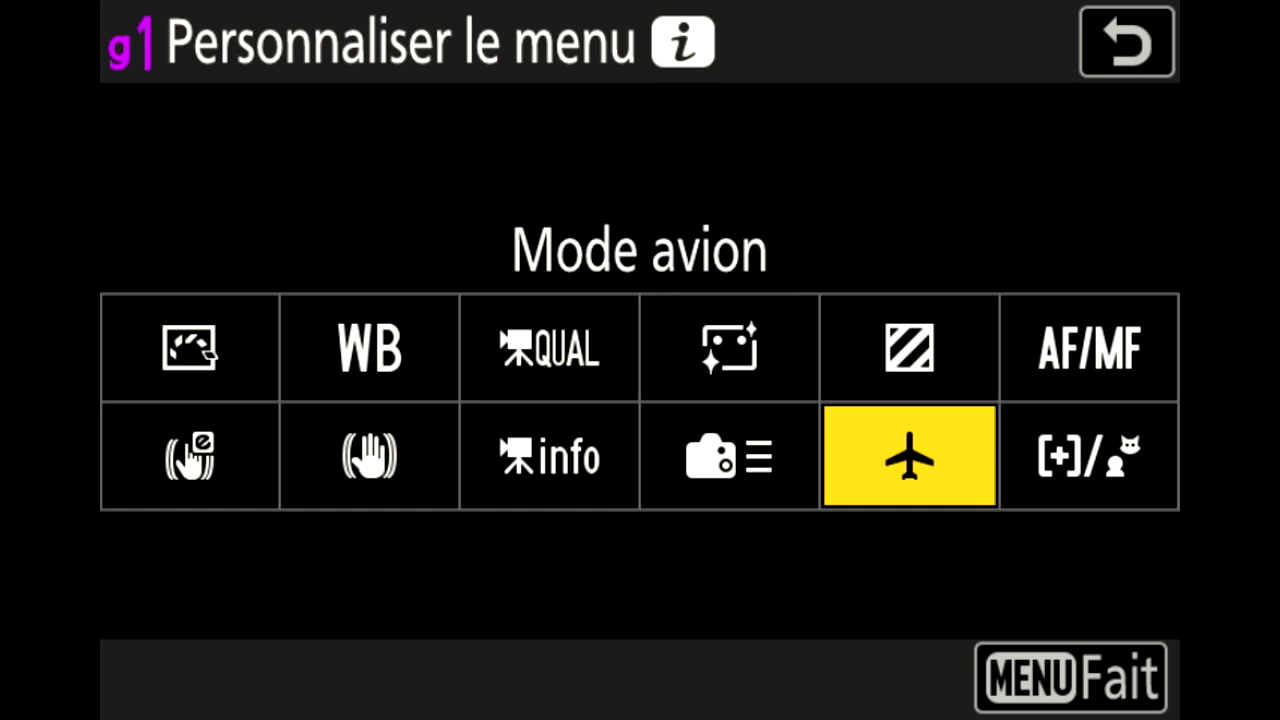 g1 Personnaliser le menu i
Mode avion
WB QUAL AF/MF
info [+]/
MENU Fait